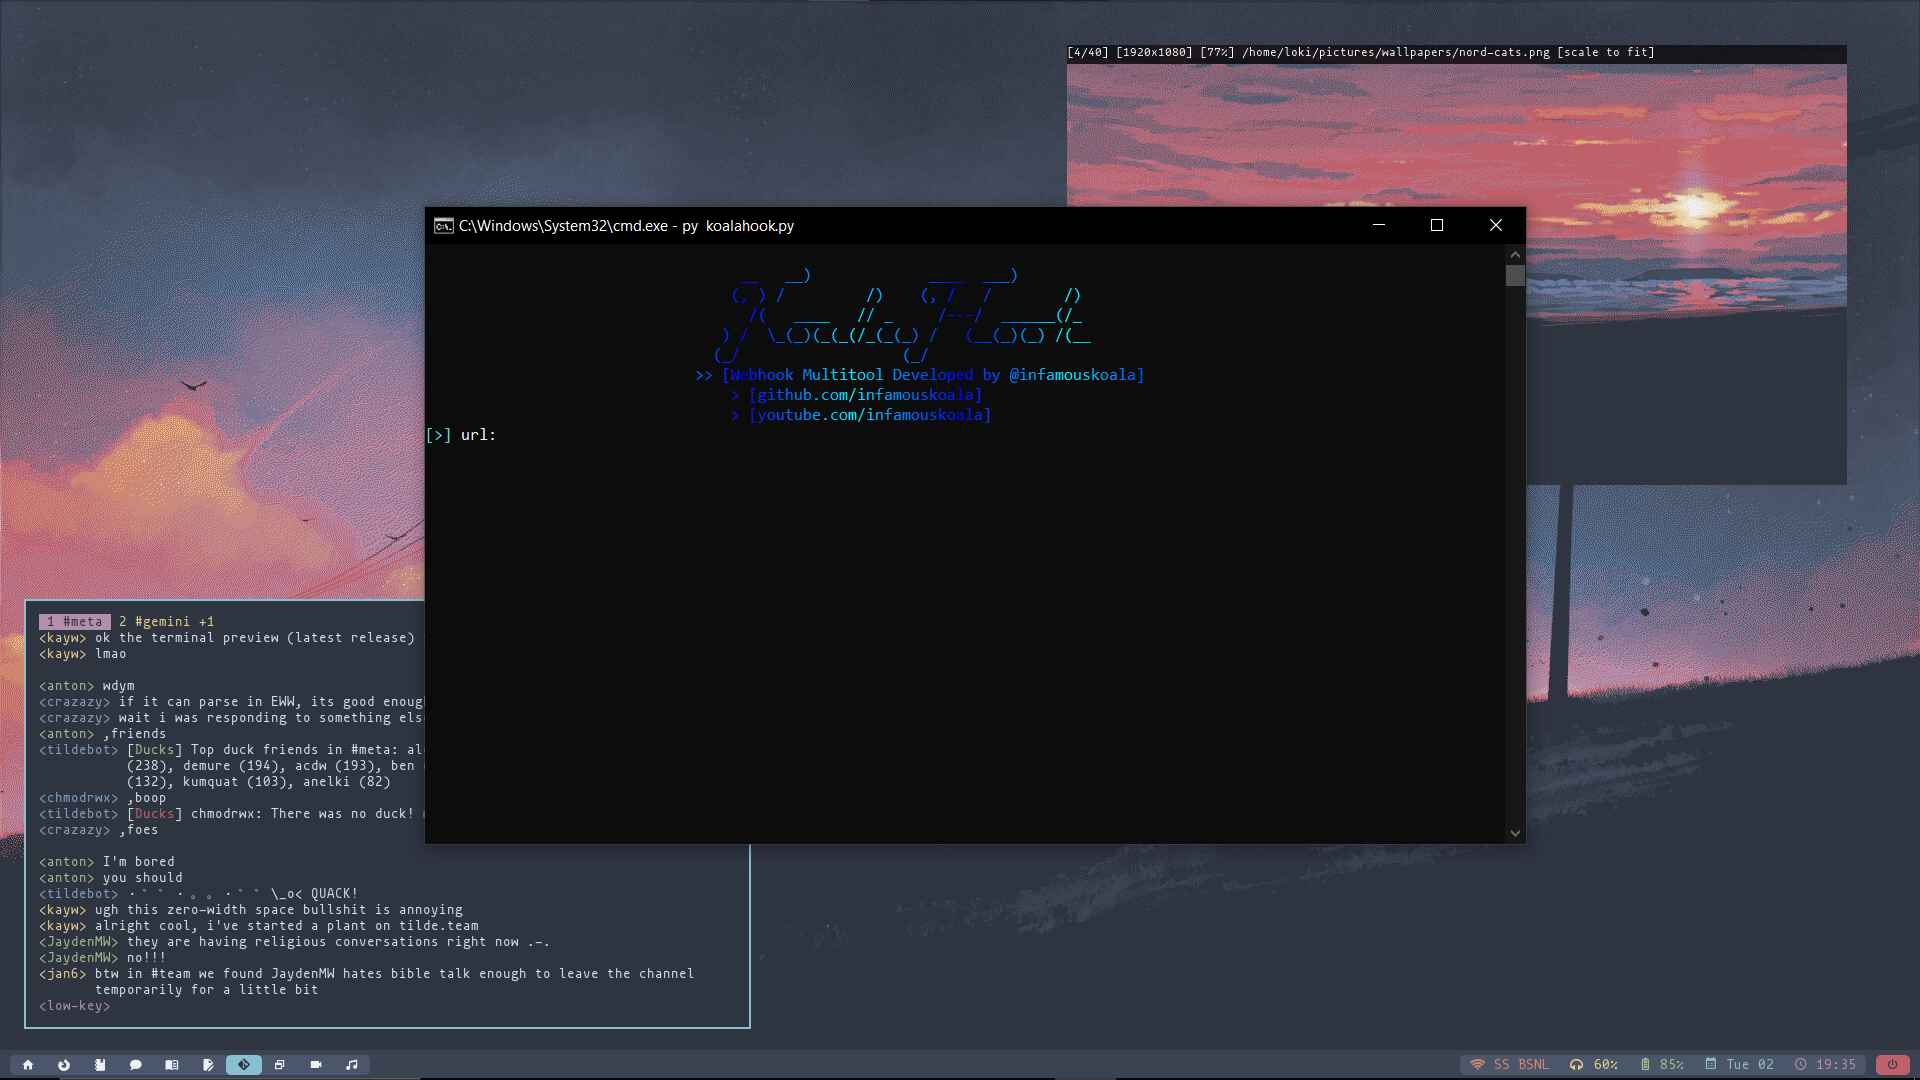 [4/40] [1920x1080] [77%] /home/loki/pictures/wallpapers/nord-cats.png [scale to fit]
C:\Windows\System32\cmd.exe - py  koalahook.py
>> [Webhook Multitool Developed by @infamouskoala]
> [github.com/infamouskoala]
> [youtube.com/infamouskoala]
[>] url:
1 #meta 2 #gemini +1
<kayw> ok the terminal preview (latest release)
<kayw> lmao
<anton> wdym
<crazazy> if it can parse in EWW, its good enoug
<crazazy> wait i was responding to something els
<anton> ,friends
<tildebot> [Ducks] Top duck friends in #meta: al
(238), demure (194), acdw (193), ben
(132), kumquat (103), anelki (82)
<chmodrwx> ,boop
<tildebot> [Ducks] chmodrwx: There was no duck!
<crazazy> ,foes
<anton> I'm bored
<anton> you should
<tildebot> ・゜゜・。。・゜゜ \_o< QUACK!
<kayw> ugh this zero-width space bullshit is annoying
<kayw> alright cool, i've started a plant on tilde.team
<JaydenMW> they are having religious conversations right now .-.
<JaydenMW> no!!!
<jan6> btw in #team we found JaydenMW hates bible talk enough to leave the channel
temporarily for a little bit
<low-key>
SS BSNL 60% 85% Tue 02 19:35